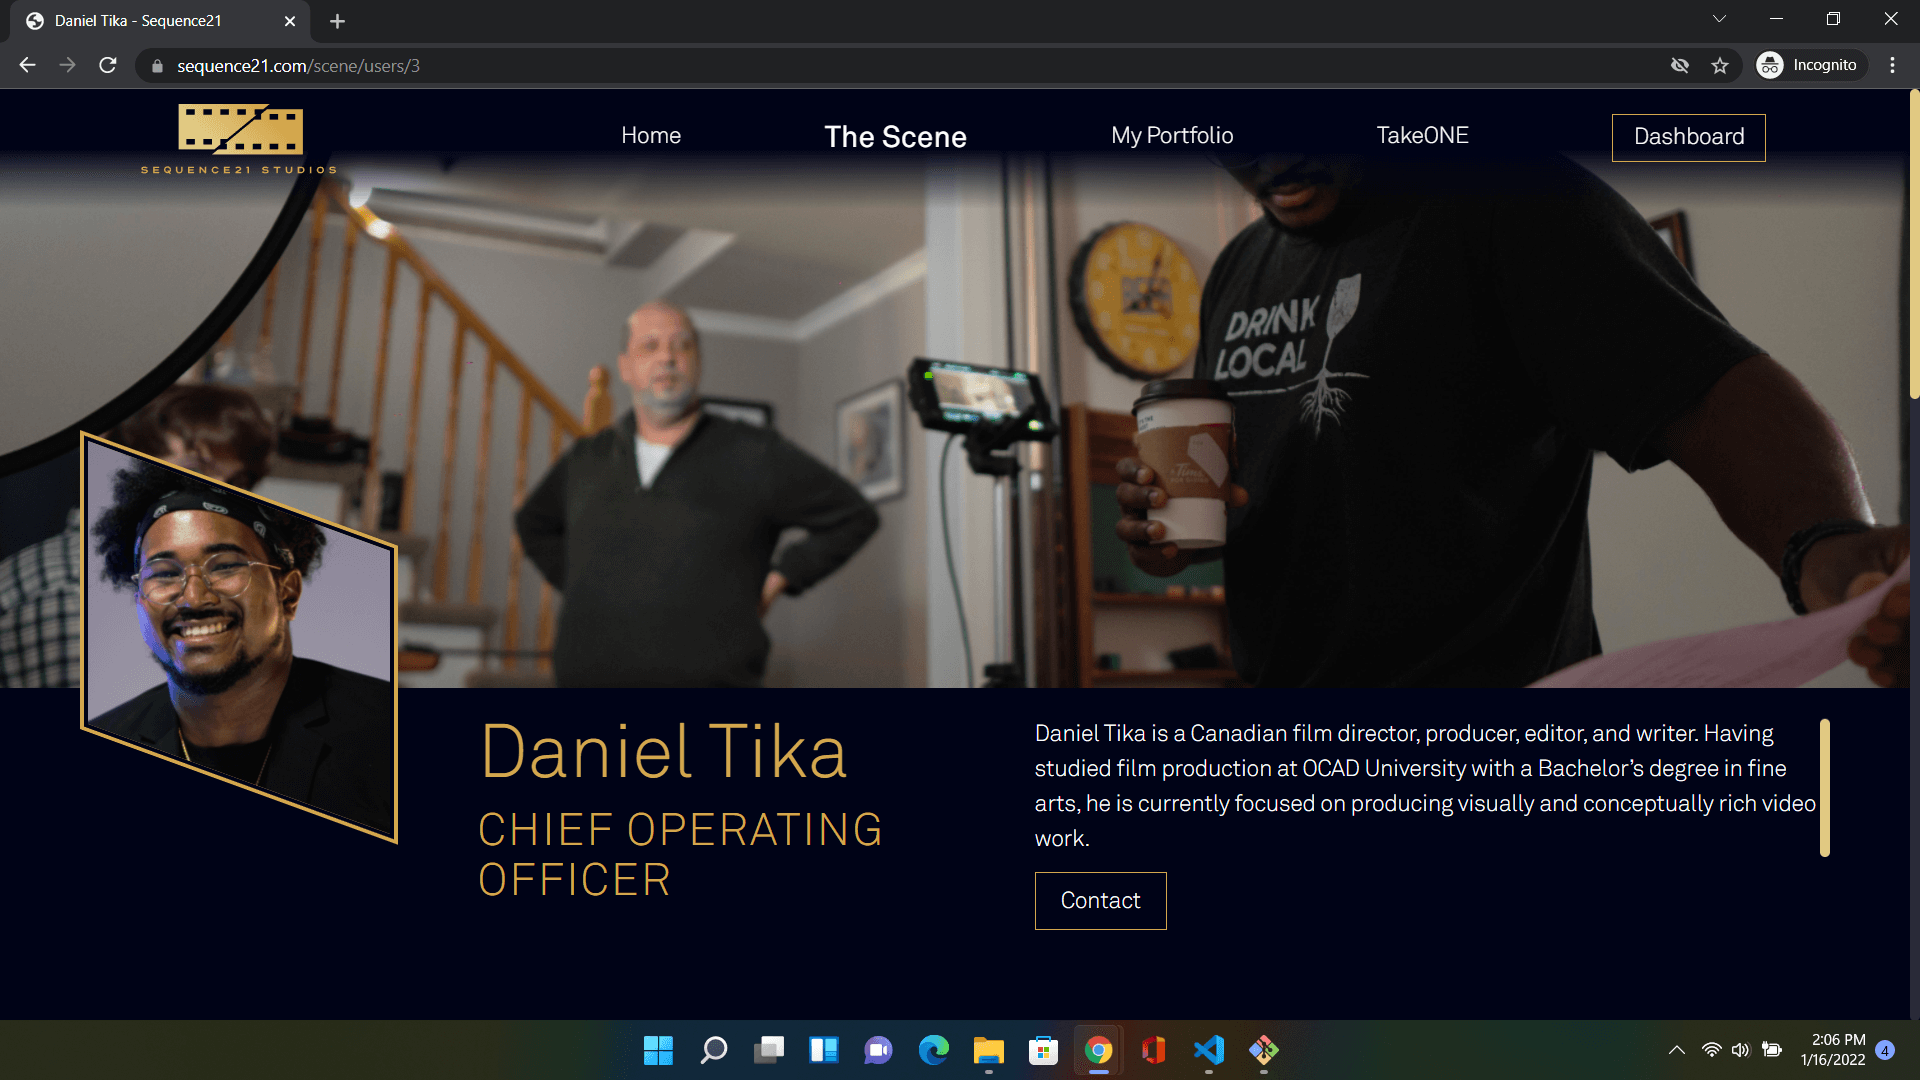 Daniel Tika - Sequence21
sequence21.com/scene/users/3
Incognito
SEQUENCE21 STUDIOS
Home
The Scene
My Portfolio
TakeONE
Dashboard
DRINK
LOCAL
Daniel Tika
CHIEF OPERATING
OFFICER
Daniel Tika is a Canadian film director, producer, editor, and writer. Having
studied film production at OCAD University with a Bachelor’s degree in fine
arts, he is currently focused on producing visually and conceptually rich video
work.
Contact
2:06 PM
1/16/2022
4